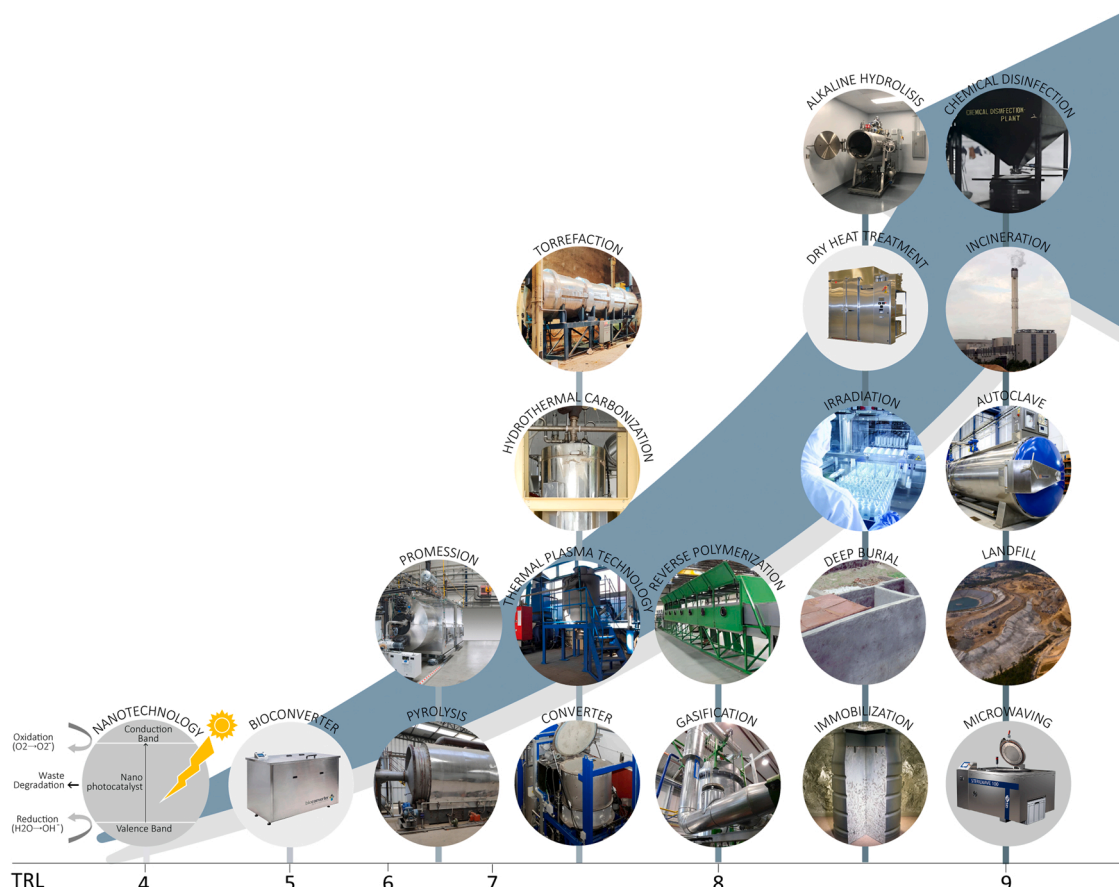 ALKALINE HYDROLISIS
CHEMICAL DISINFECTION
CHEMICAL DISINFECTION
PLANT
TORREFACTION
DRY HEAT TREATMENT
INCINERATION
HYDROTHERMAL CARBONIZATION
IRRADIATION
AUTOCLAVE
PROMESSION
THERMAL PLASMA TECHNOLOGY
REVERSE POLYMERIZATION
DEEP BURIAL
LANDFILL
NANOTECHNOLOGY
BIOCONVERTER
PYROLYSIS
CONVERTER
GASIFICATION
IMMOBILIZATION
MICROWAVING
Oxidation
(O2→O2⁻)
Conduction
Band
Waste
Degradation
Nano
photocatalyst
Reduction
(H2O→OH⁻)
Valence Band
TRL 4 5 6 7 8 9